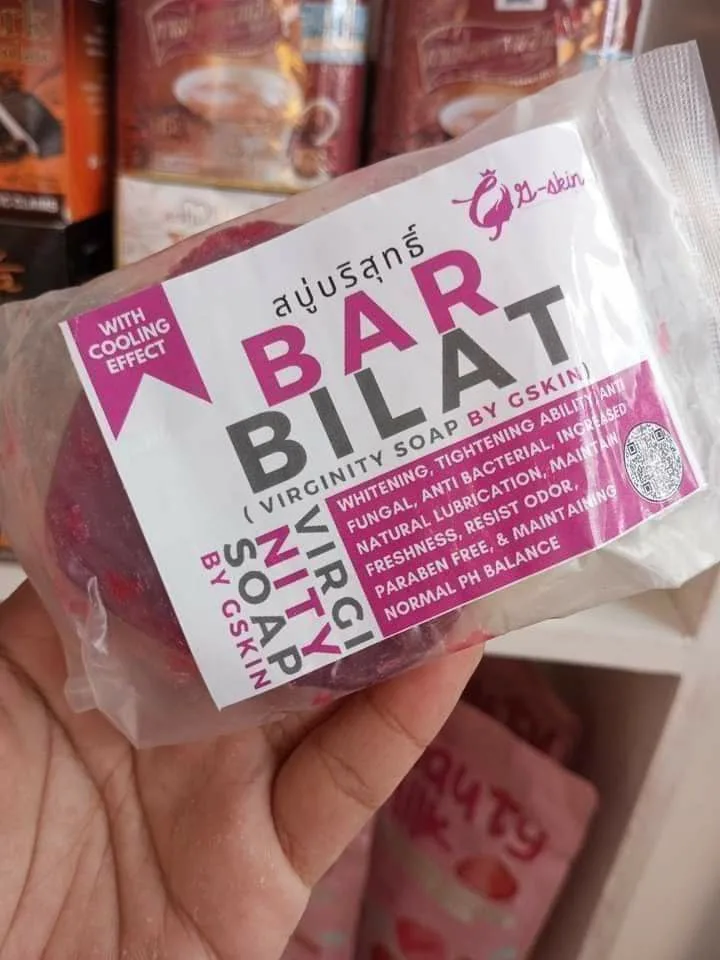 g-skin
สบู่บริสุทธิ์
BAR
BILAT
( VIRGINITY SOAP BY GSKIN)
WITH
COOLING
EFFECT
WHITENING, TIGHTENING ABILITY, ANTI
FUNGAL, ANTI BACTERIAL, INCREASED
NATURAL LUBRICATION, MAINTAIN
FRESHNESS, RESIST ODOR,
PARABEN FREE, & MAINTAINING
NORMAL PH BALANCE
VIRGI
NITY
SOAP
BY GSKIN